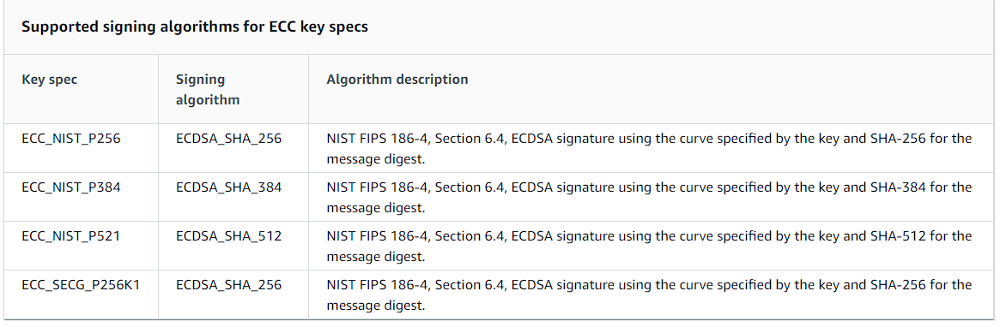 Supported signing algorithms for ECC key specs
Key spec
Signing
algorithm
Algorithm description
ECC_NIST_P256
ECDSA_SHA_256
NIST FIPS 186-4, Section 6.4, ECDSA signature using the curve specified by the key and SHA-256 for the
message digest.
ECC_NIST_P384
ECDSA_SHA_384
NIST FIPS 186-4, Section 6.4, ECDSA signature using the curve specified by the key and SHA-384 for the
message digest.
ECC_NIST_P521
ECDSA_SHA_512
NIST FIPS 186-4, Section 6.4, ECDSA signature using the curve specified by the key and SHA-512 for the
message digest.
ECC_SECG_P256K1
ECDSA_SHA_256
NIST FIPS 186-4, Section 6.4, ECDSA signature using the curve specified by the key and SHA-256 for the
message digest.